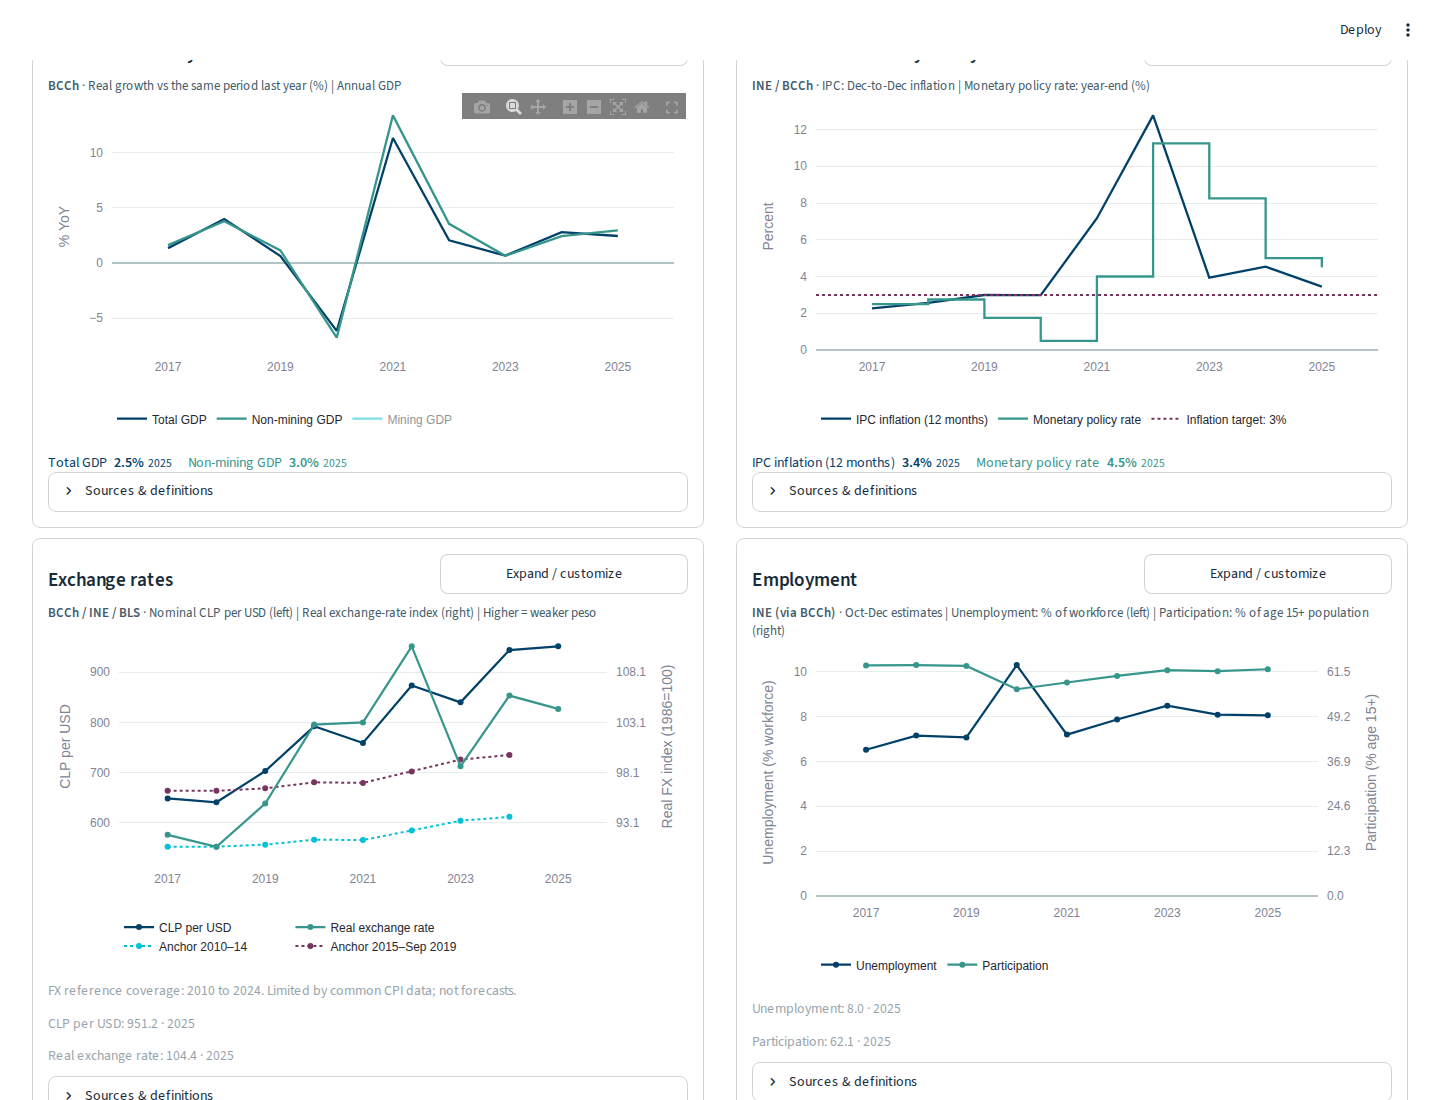 Deploy
BCCh · Real growth vs the same period last year (%) | Annual GDP
10
5
0
−5
% YoY
2017 2019 2021 2023 2025
Total GDP Non-mining GDP Mining GDP
Total GDP 2.5% 2025 Non-mining GDP 3.0% 2025
Sources & definitions
INE / BCCh · IPC: Dec-to-Dec inflation | Monetary policy rate: year-end (%)
12
10
8
6
4
2
0
Percent
2017 2019 2021 2023 2025
IPC inflation (12 months) Monetary policy rate Inflation target: 3%
IPC inflation (12 months) 3.4% 2025 Monetary policy rate 4.5% 2025
Sources & definitions
Exchange rates
Expand / customize
BCCh / INE / BLS · Nominal CLP per USD (left) | Real exchange-rate index (right) | Higher = weaker peso
900
800
700
600
CLP per USD
108.1
103.1
98.1
93.1
Real FX index (1986=100)
2017 2019 2021 2023 2025
CLP per USD Real exchange rate
Anchor 2010–14 Anchor 2015–Sep 2019
FX reference coverage: 2010 to 2024. Limited by common CPI data; not forecasts.
CLP per USD: 951.2 · 2025
Real exchange rate: 104.4 · 2025
Sources & definitions
Employment
Expand / customize
INE (via BCCh) · Oct-Dec estimates | Unemployment: % of workforce (left) | Participation: % of age 15+ population
(right)
10
8
6
4
2
0
Unemployment (% workforce)
61.5
49.2
36.9
24.6
12.3
0.0
Participation (% age 15+)
2017 2019 2021 2023 2025
Unemployment Participation
Unemployment: 8.0 · 2025
Participation: 62.1 · 2025
Sources & definitions